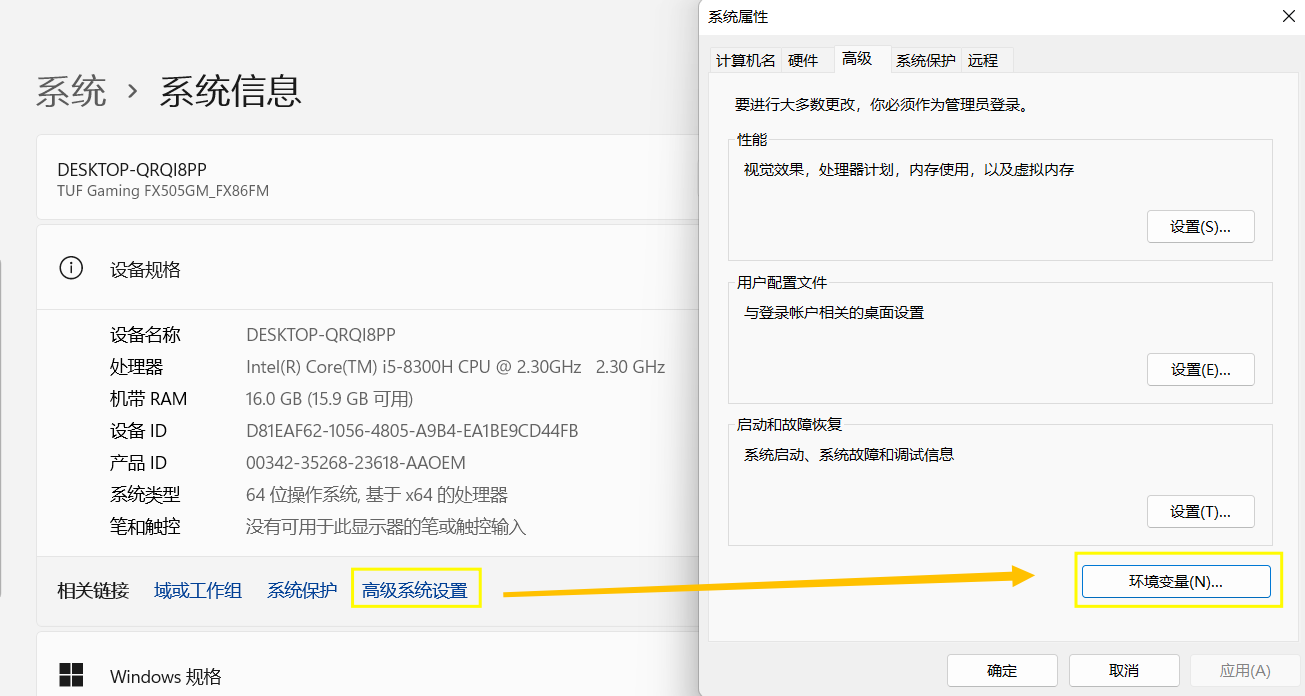 系统 › 系统信息
DESKTOP-QRQI8PP
TUF Gaming FX505GM_FX86FM
设备规格
设备名称 DESKTOP-QRQI8PP
处理器 Intel(R) Core(TM) i5-8300H CPU @ 2.30GHz 2.30 GHz
机带 RAM 16.0 GB (15.9 GB 可用)
设备 ID D81EAF62-1056-4805-A9B4-EA1BE9CD44FB
产品 ID 00342-35268-23618-AAOEM
系统类型 64 位操作系统, 基于 x64 的处理器
笔和触控 没有可用于此显示器的笔或触控输入
相关链接 域或工作组 系统保护 高级系统设置
Windows 规格
系统属性
计算机名 硬件 高级 系统保护 远程
要进行大多数更改，你必须作为管理员登录。
性能
视觉效果，处理器计划，内存使用，以及虚拟内存
设置(S)...
用户配置文件
与登录帐户相关的桌面设置
设置(E)...
启动和故障恢复
系统启动、系统故障和调试信息
设置(T)...
环境变量(N)...
确定 取消 应用(A)